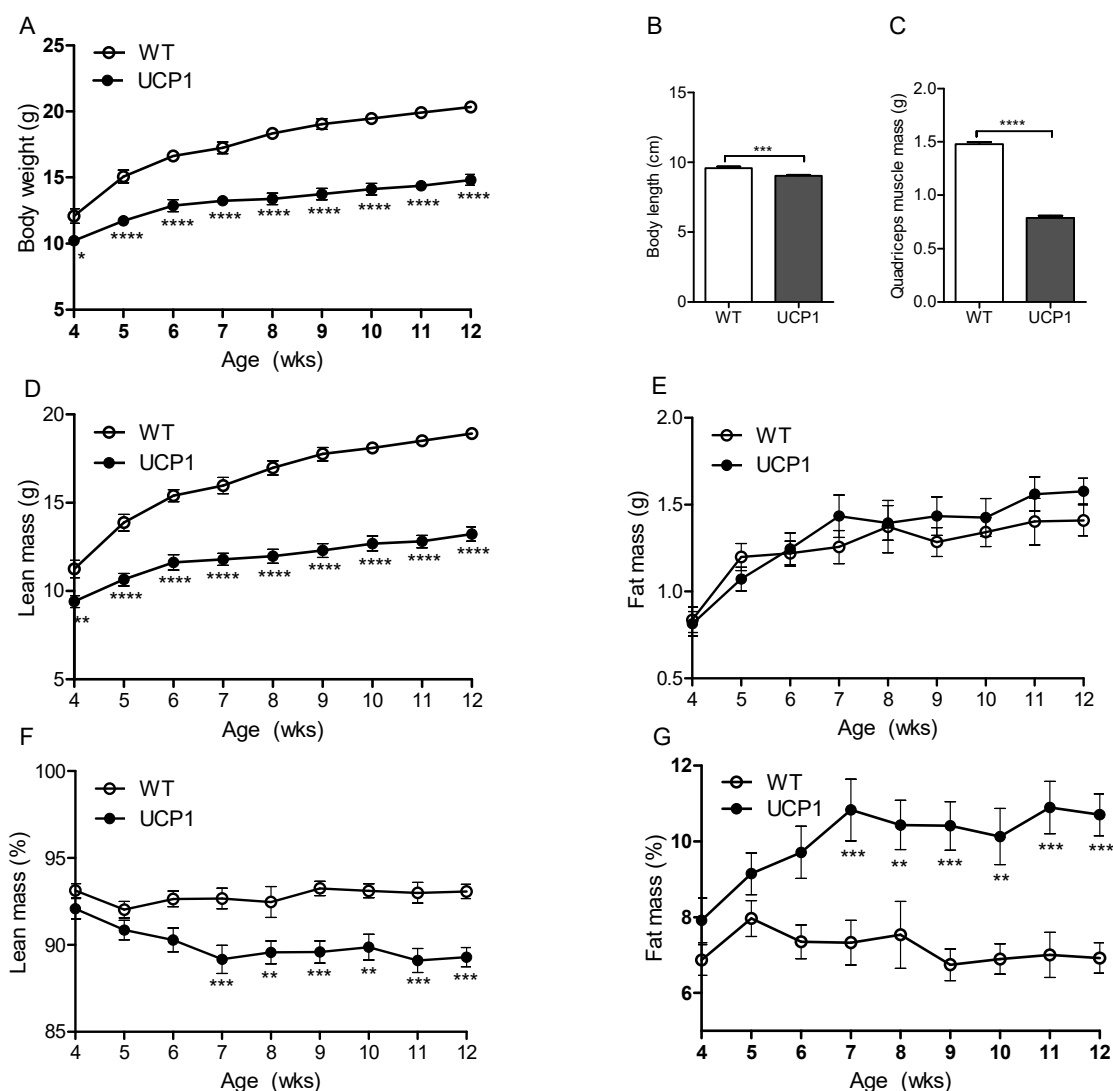 A
WT
UCP1
Body weight (g)
25
20
15
10
5
* **** **** **** **** **** **** **** ****
4 5 6 7 8 9 10 11 12
Age (wks)
B
Body length (cm)
15
10
5
0
***
WT UCP1
C
Quadriceps muscle mass (g)
2.0
1.5
1.0
0.5
0.0
****
WT UCP1
D
WT
UCP1
Lean mass (g)
20
15
10
5
** **** **** **** **** **** **** **** ****
4 5 6 7 8 9 10 11 12
Age (wks)
E
WT
UCP1
Fat mass (g)
2.0
1.5
1.0
0.5
4 5 6 7 8 9 10 11 12
Age (wks)
F
WT
UCP1
Lean mass (%)
100
95
90
85
*** ** *** ** *** ***
4 5 6 7 8 9 10 11 12
Age (wks)
G
WT
UCP1
Fat mass (%)
12
10
8
6
*** ** *** ** *** ***
4 5 6 7 8 9 10 11 12
Age (wks)